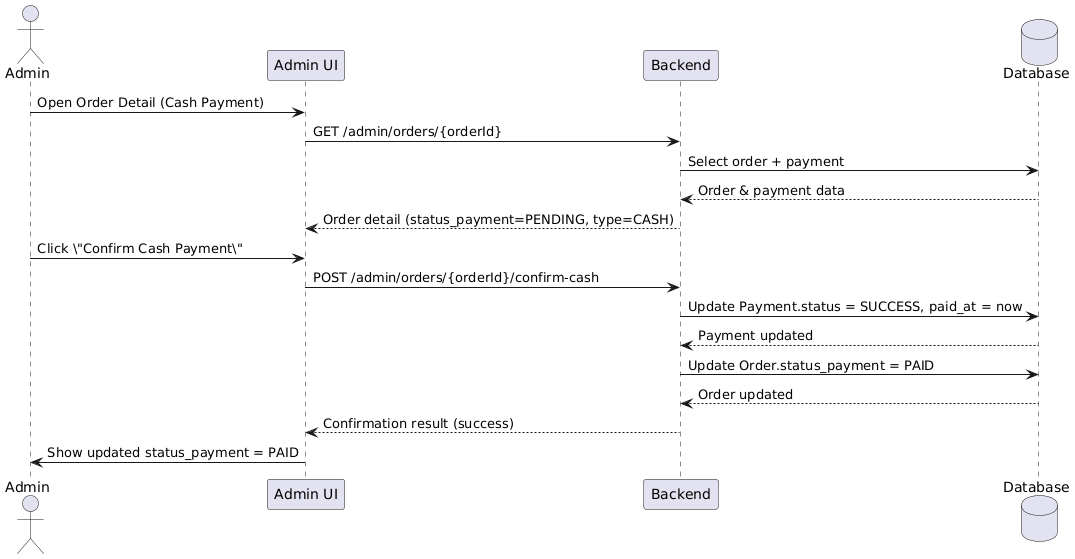 Admin
Admin UI
Backend
Database
Open Order Detail (Cash Payment)
GET /admin/orders/{orderId}
Select order + payment
Order & payment data
Order detail (status_payment=PENDING, type=CASH)
Click \"Confirm Cash Payment\"
POST /admin/orders/{orderId}/confirm-cash
Update Payment.status = SUCCESS, paid_at = now
Payment updated
Update Order.status_payment = PAID
Order updated
Confirmation result (success)
Show updated status_payment = PAID
Admin
Admin UI
Backend
Database